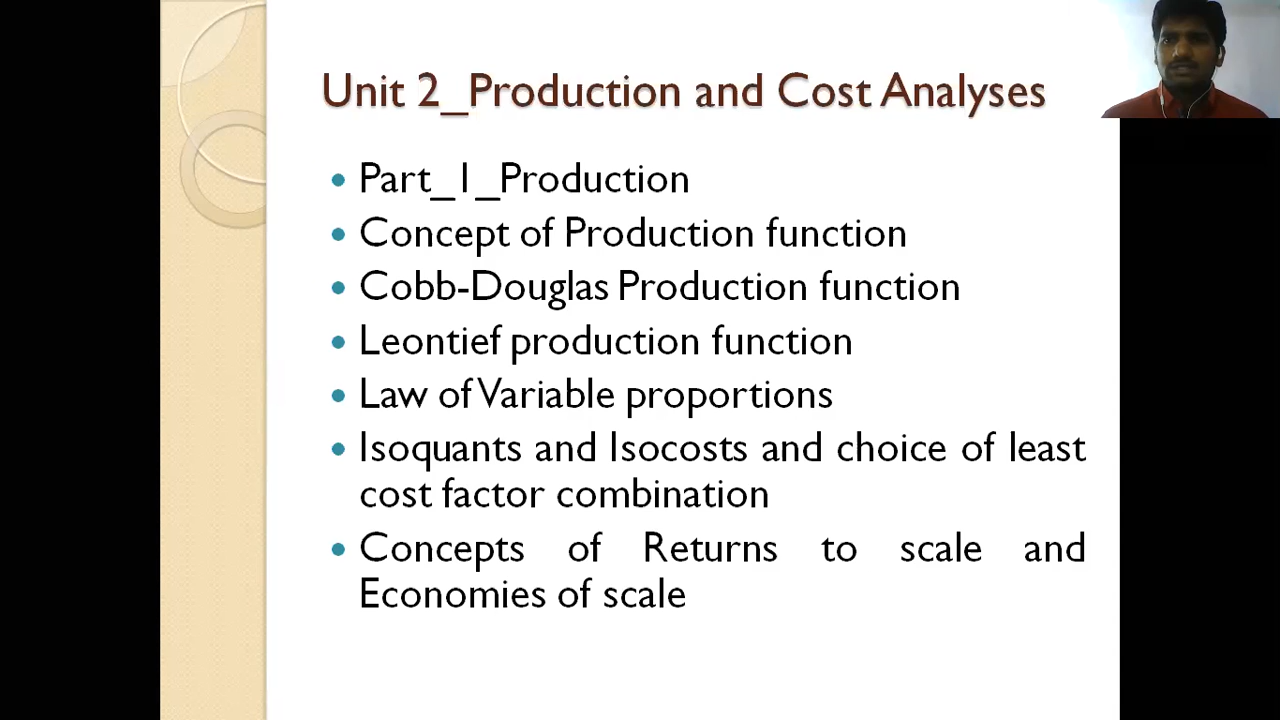 Unit 2_Production and Cost Analyses
Part_1_Production
Concept of Production function
Cobb-Douglas Production function
Leontief production function
Law of Variable proportions
Isoquants and Isocosts and choice of least
cost factor combination
Concepts of Returns to scale and
Economies of scale